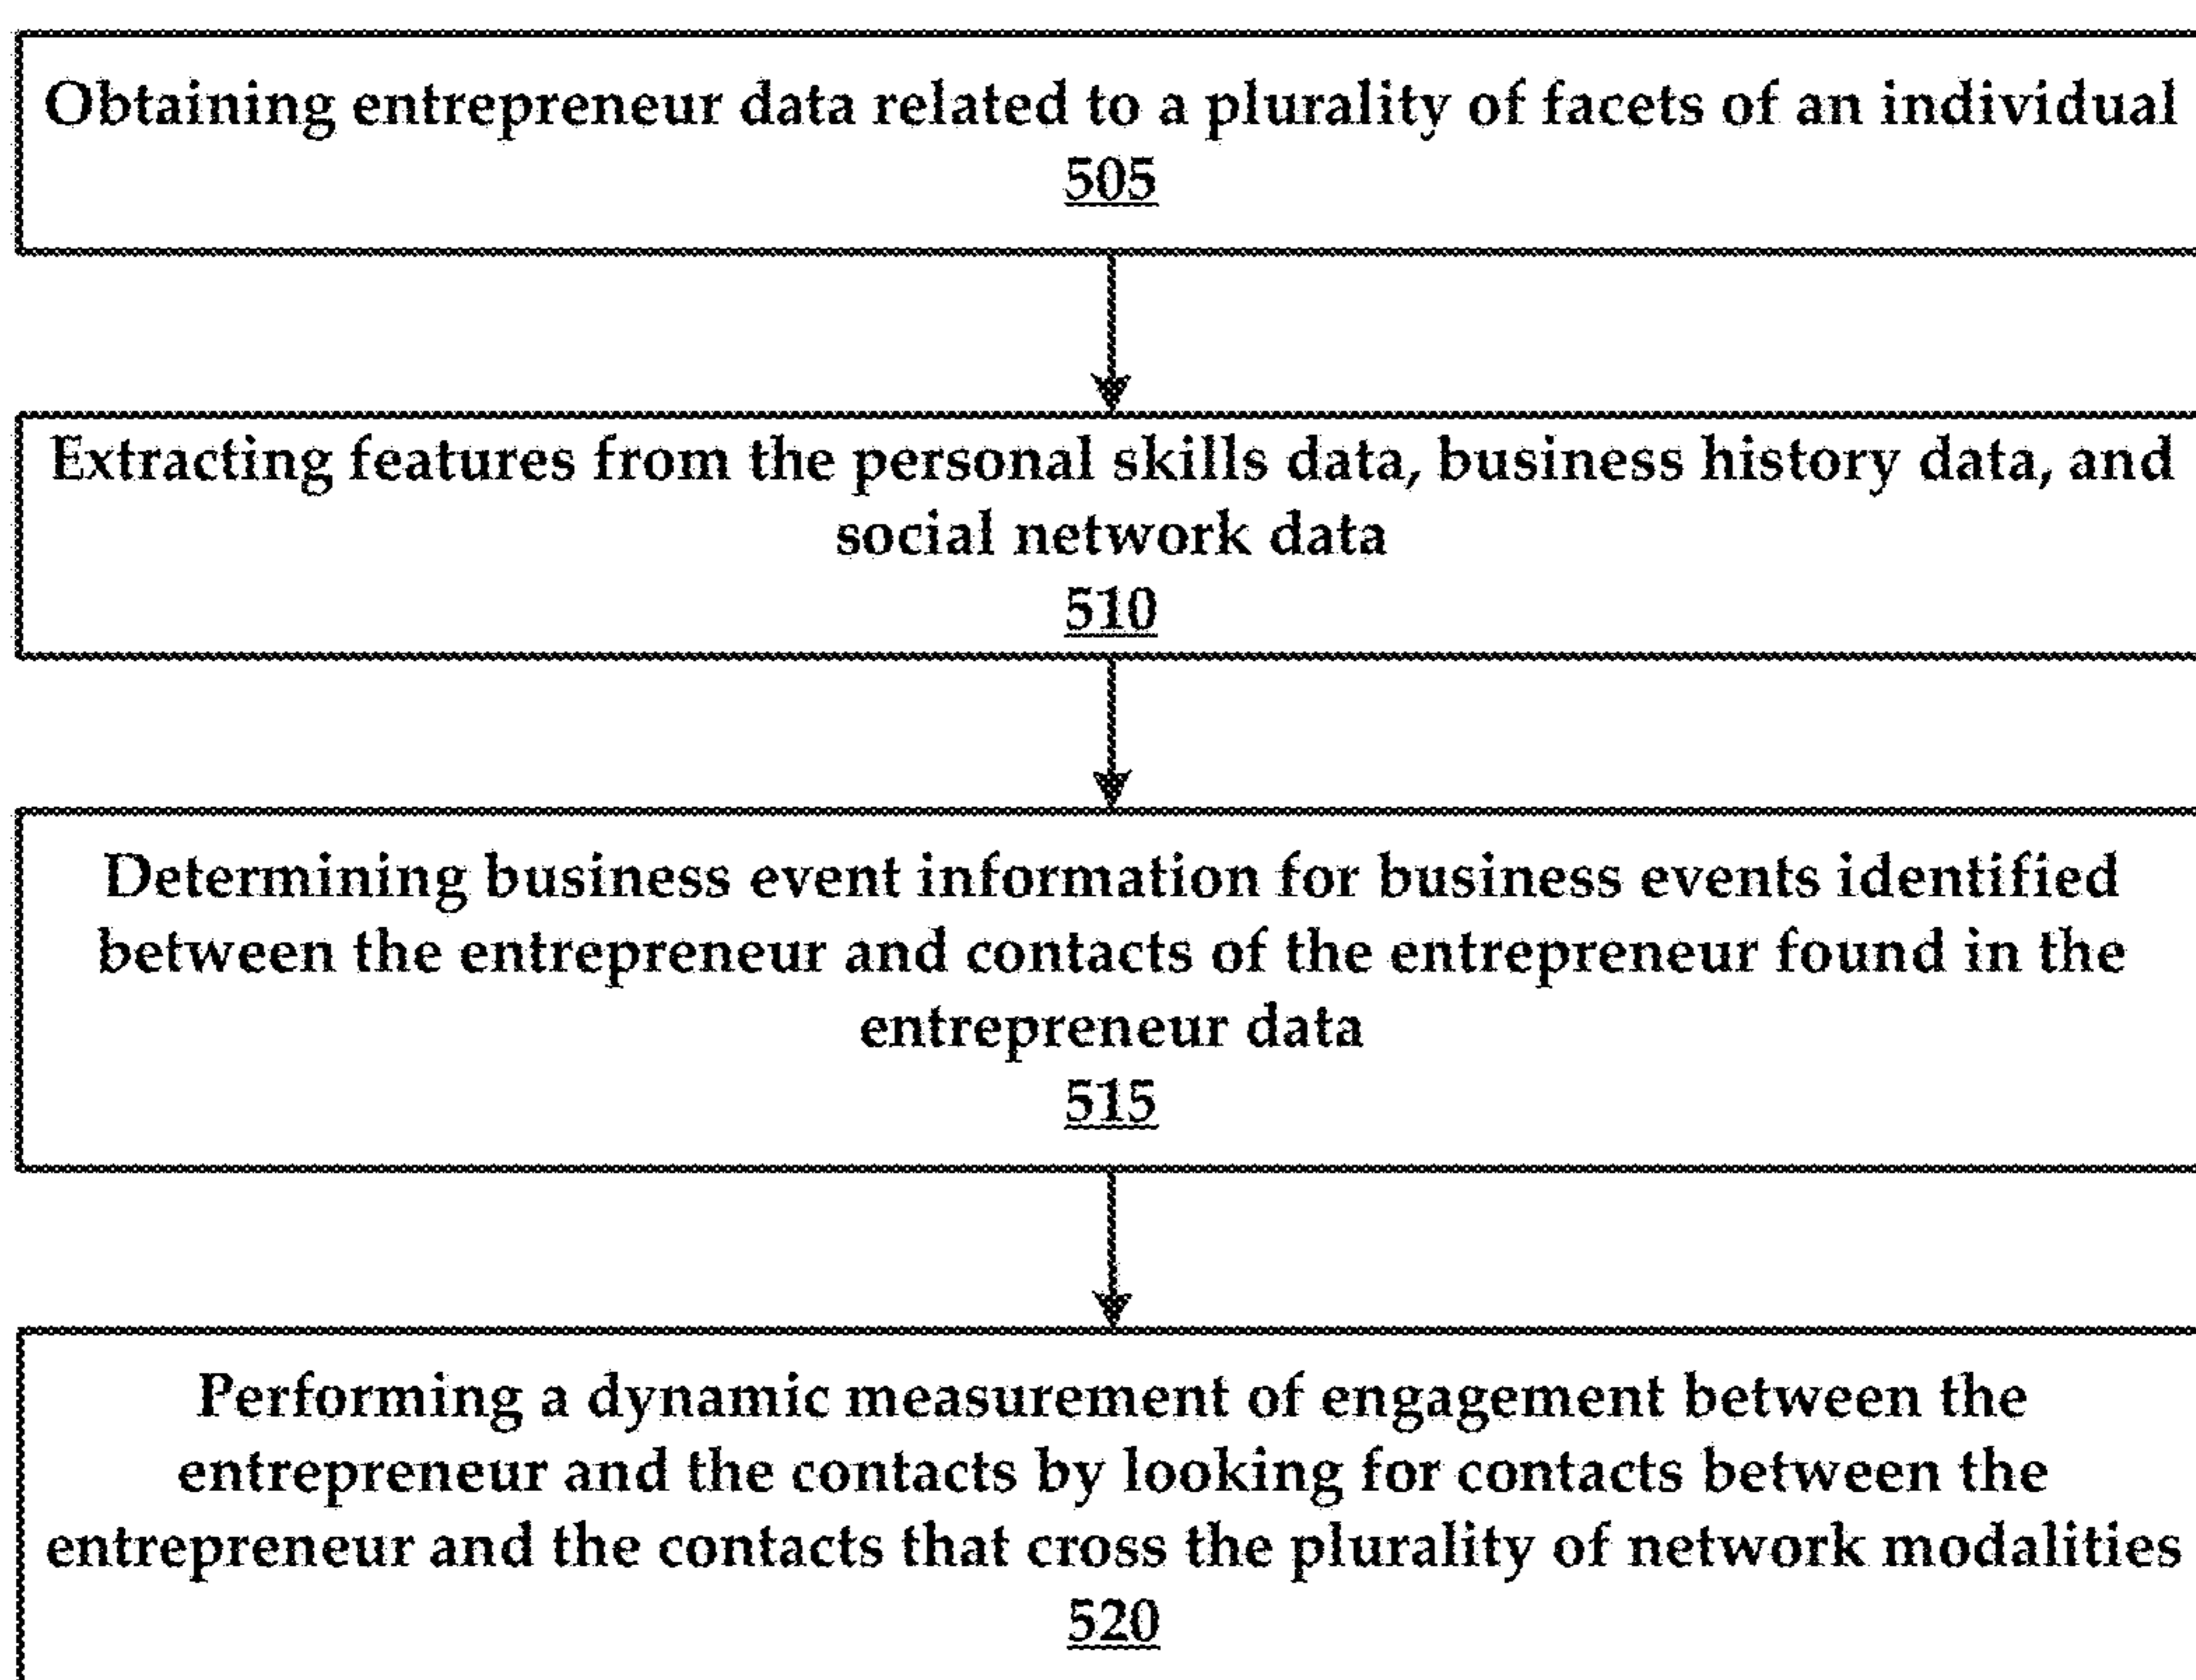 Obtaining entrepreneur data related to a plurality of facets of an individual
505
Extracting features from the personal skills data, business history data, and
social network data
510
Determining business event information for business events identified
between the entrepreneur and contacts of the entrepreneur found in the
entrepreneur data
515
Performing a dynamic measurement of engagement between the
entrepreneur and the contacts by looking for contacts between the
entrepreneur and the contacts that cross the plurality of network modalities
520